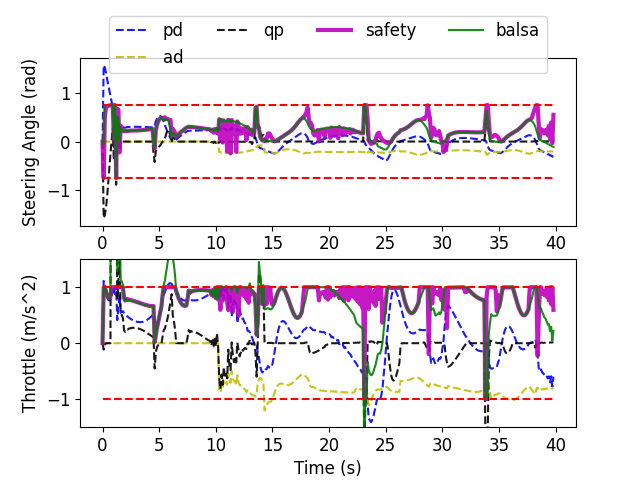 pd qp safety balsa
ad
Steering Angle (rad)
1
0
−1
0 5 10 15 20 25 30 35 40
Throttle (m/s^2)
1
0
−1
0 5 10 15 20 25 30 35 40
Time (s)